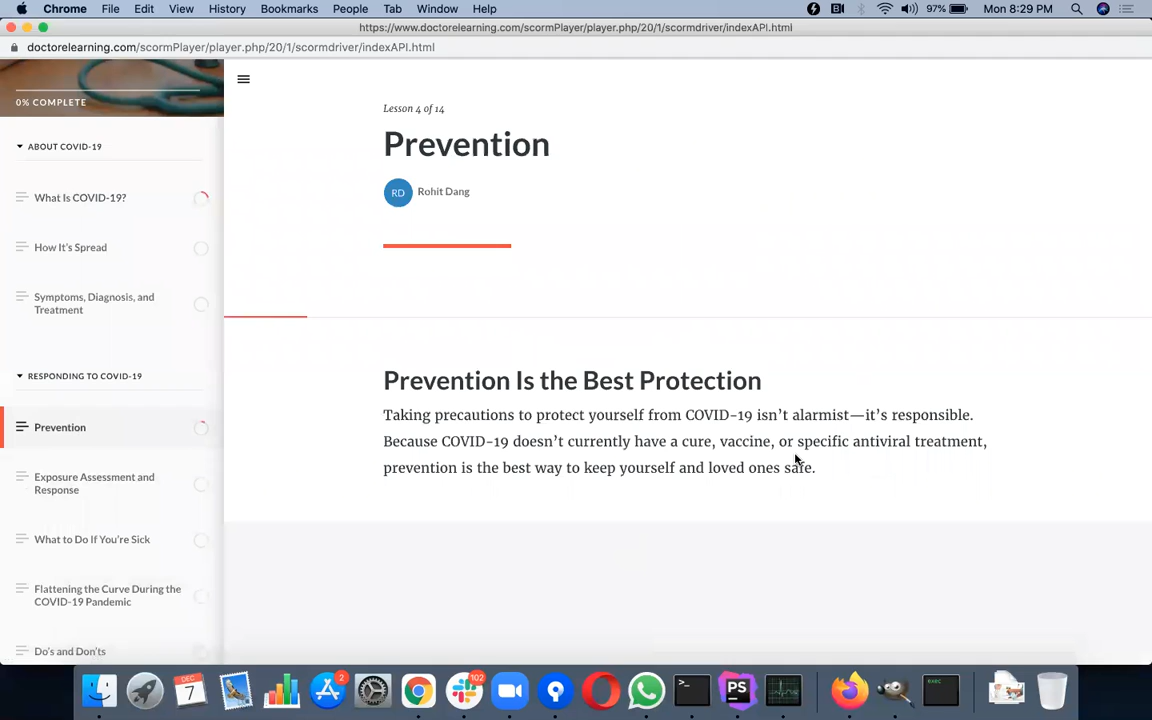 Chrome File Edit View History Bookmarks People Tab Window Help 97% Mon 8:29 PM
https://www.doctorelearning.com/scormPlayer/player.php/20/1/scormdriver/indexAPI.html
doctorelearning.com/scormPlayer/player.php/20/1/scormdriver/indexAPI.html
0% COMPLETE
ABOUT COVID-19
What Is COVID-19?
How It's Spread
Symptoms, Diagnosis, and
Treatment
RESPONDING TO COVID-19
Prevention
Exposure Assessment and
Response
What to Do If You're Sick
Flattening the Curve During the
COVID-19 Pandemic
Do's and Don'ts
Lesson 4 of 14
Prevention
RD Rohit Dang
Prevention Is the Best Protection
Taking precautions to protect yourself from COVID-19 isn't alarmist—it's responsible.
Because COVID-19 doesn't currently have a cure, vaccine, or specific antiviral treatment,
prevention is the best way to keep yourself and loved ones safe.
DEC
7
2
102
PS